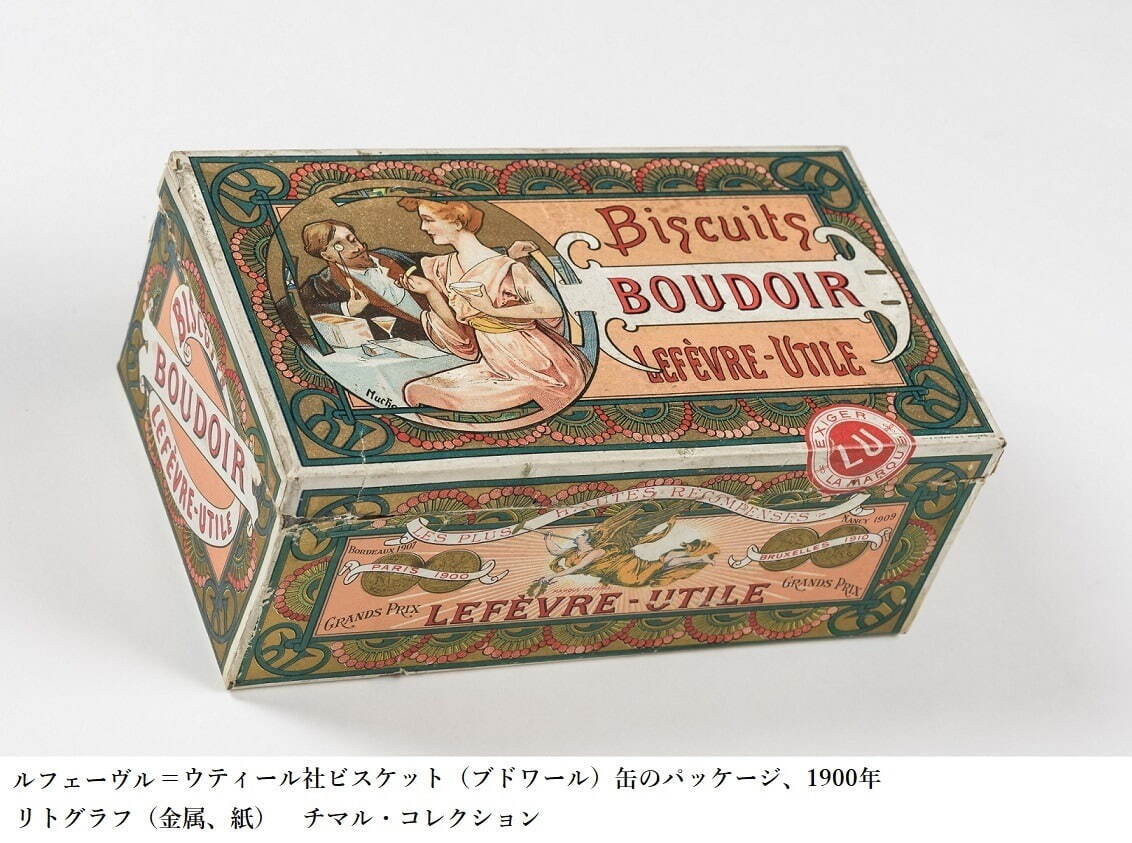 Biscuits
BOUDOIR
LEFÈVRE-UTILE
Mucha
EXIGER
LU
LA MARQUE
BISCUITS
BOUDOIR
LEFÈVRE-UTILE
LES PLUS HAUTES RÉCOMPENSES
BORDEAUX 1907
NANCY 1909
PARIS 1900
BRUXELLES 1910
GRANDS PRIX
GRANDS PRIX
LEFÈVRE-UTILE
ルフェーヴル＝ウティール社ビスケット（ブドワール）缶のパッケージ、1900年
リトグラフ（金属、紙）　チマル・コレクション